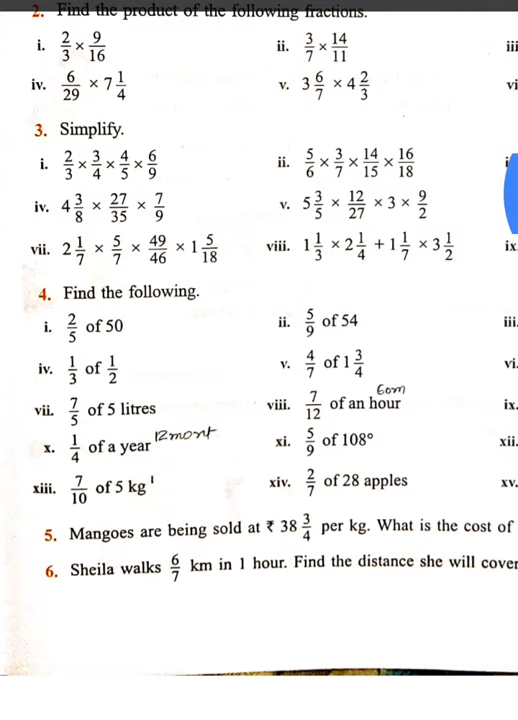 2. Find the product of the following fractions.
i. 2/3 × 9/16 ii. 3/7 × 14/11 iii
iv. 6/29 × 7 1/4 v. 3 6/7 × 4 2/3 vi
3. Simplify.
i. 2/3 × 3/4 × 4/5 × 6/9 ii. 5/6 × 3/7 × 14/15 × 16/18
iv. 4 3/8 × 27/35 × 7/9 v. 5 3/5 × 12/27 × 3 × 9/2
vii. 2 1/7 × 5/7 × 49/46 × 1 5/18 viii. 1 1/3 × 2 1/4 + 1 1/7 × 3 1/2 ix.
4. Find the following.
i. 2/5 of 50 ii. 5/9 of 54 iii.
iv. 1/3 of 1/2 v. 4/7 of 1 3/4 vi.
60m
vii. 7/5 of 5 litres viii. 7/12 of an hour ix.
x. 1/4 of a year 12mont xi. 5/9 of 108° xii.
xiii. 7/10 of 5 kg xiv. 2/7 of 28 apples xv.
5. Mangoes are being sold at ₹ 38 3/4 per kg. What is the cost of
6. Sheila walks 6/7 km in 1 hour. Find the distance she will cover